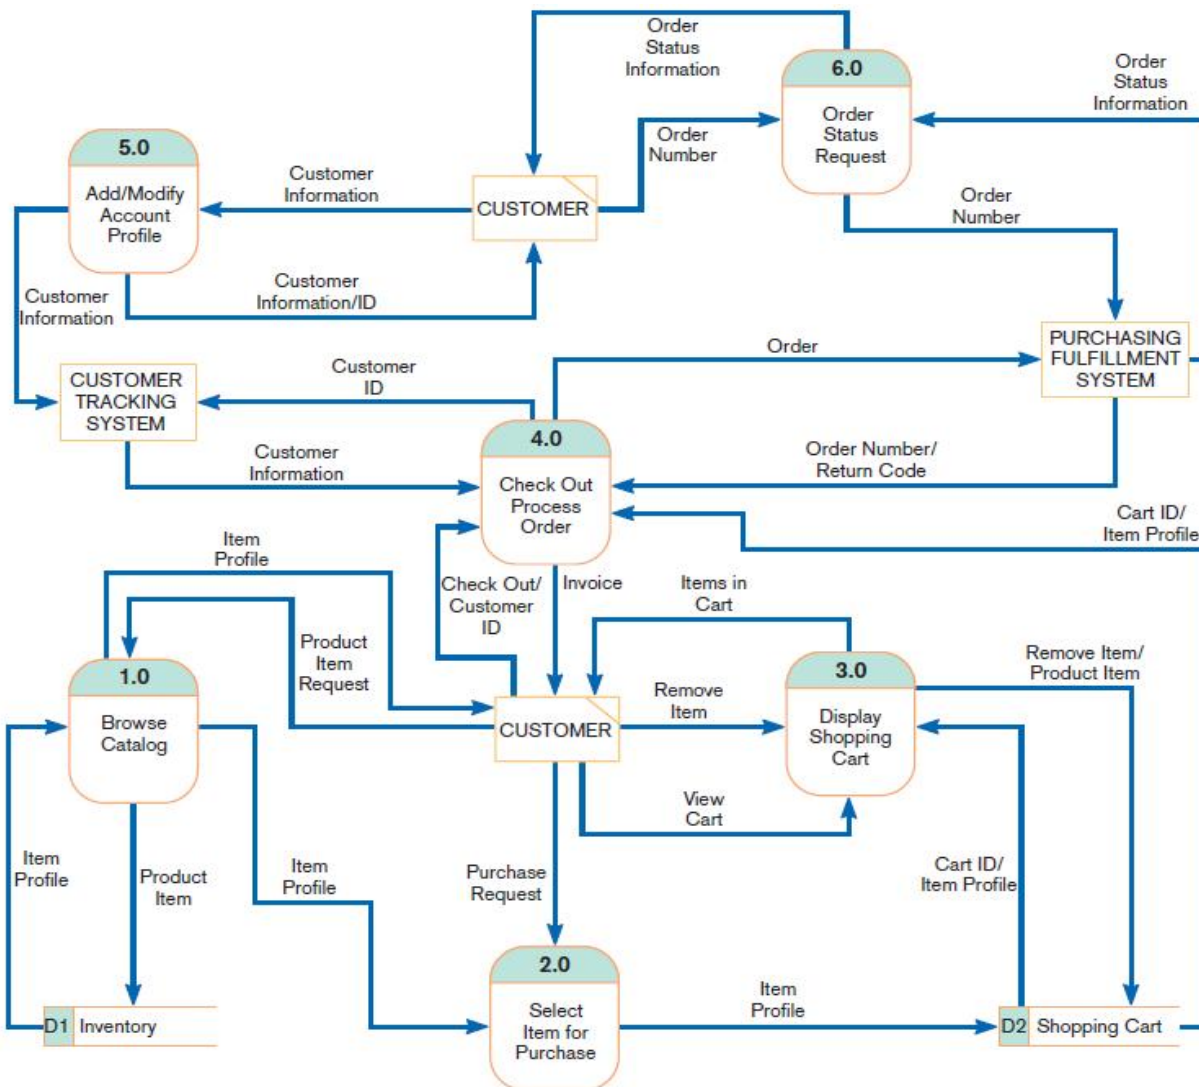 Order
Status
Information
6.0
Order
Status
Request
Order
Status
Information
Order
Number
5.0
Add/Modify
Account
Profile
Customer
Information
CUSTOMER
Order
Number
Customer
Information/ID
Customer
Information
PURCHASING
FULFILLMENT
SYSTEM
Order
Customer
ID
CUSTOMER
TRACKING
SYSTEM
4.0
Check Out
Process
Order
Customer
Information
Order Number/
Return Code
Cart ID/
Item Profile
Item
Profile
Check Out/
Customer
ID
Invoice
Items in
Cart
Product
Item
Request
Remove Item/
Product Item
1.0
Browse
Catalog
CUSTOMER
Remove
Item
3.0
Display
Shopping
Cart
View
Cart
Item
Profile
Product
Item
Item
Profile
Purchase
Request
Cart ID/
Item Profile
2.0
Select
Item for
Purchase
Item
Profile
D1 Inventory
D2 Shopping Cart